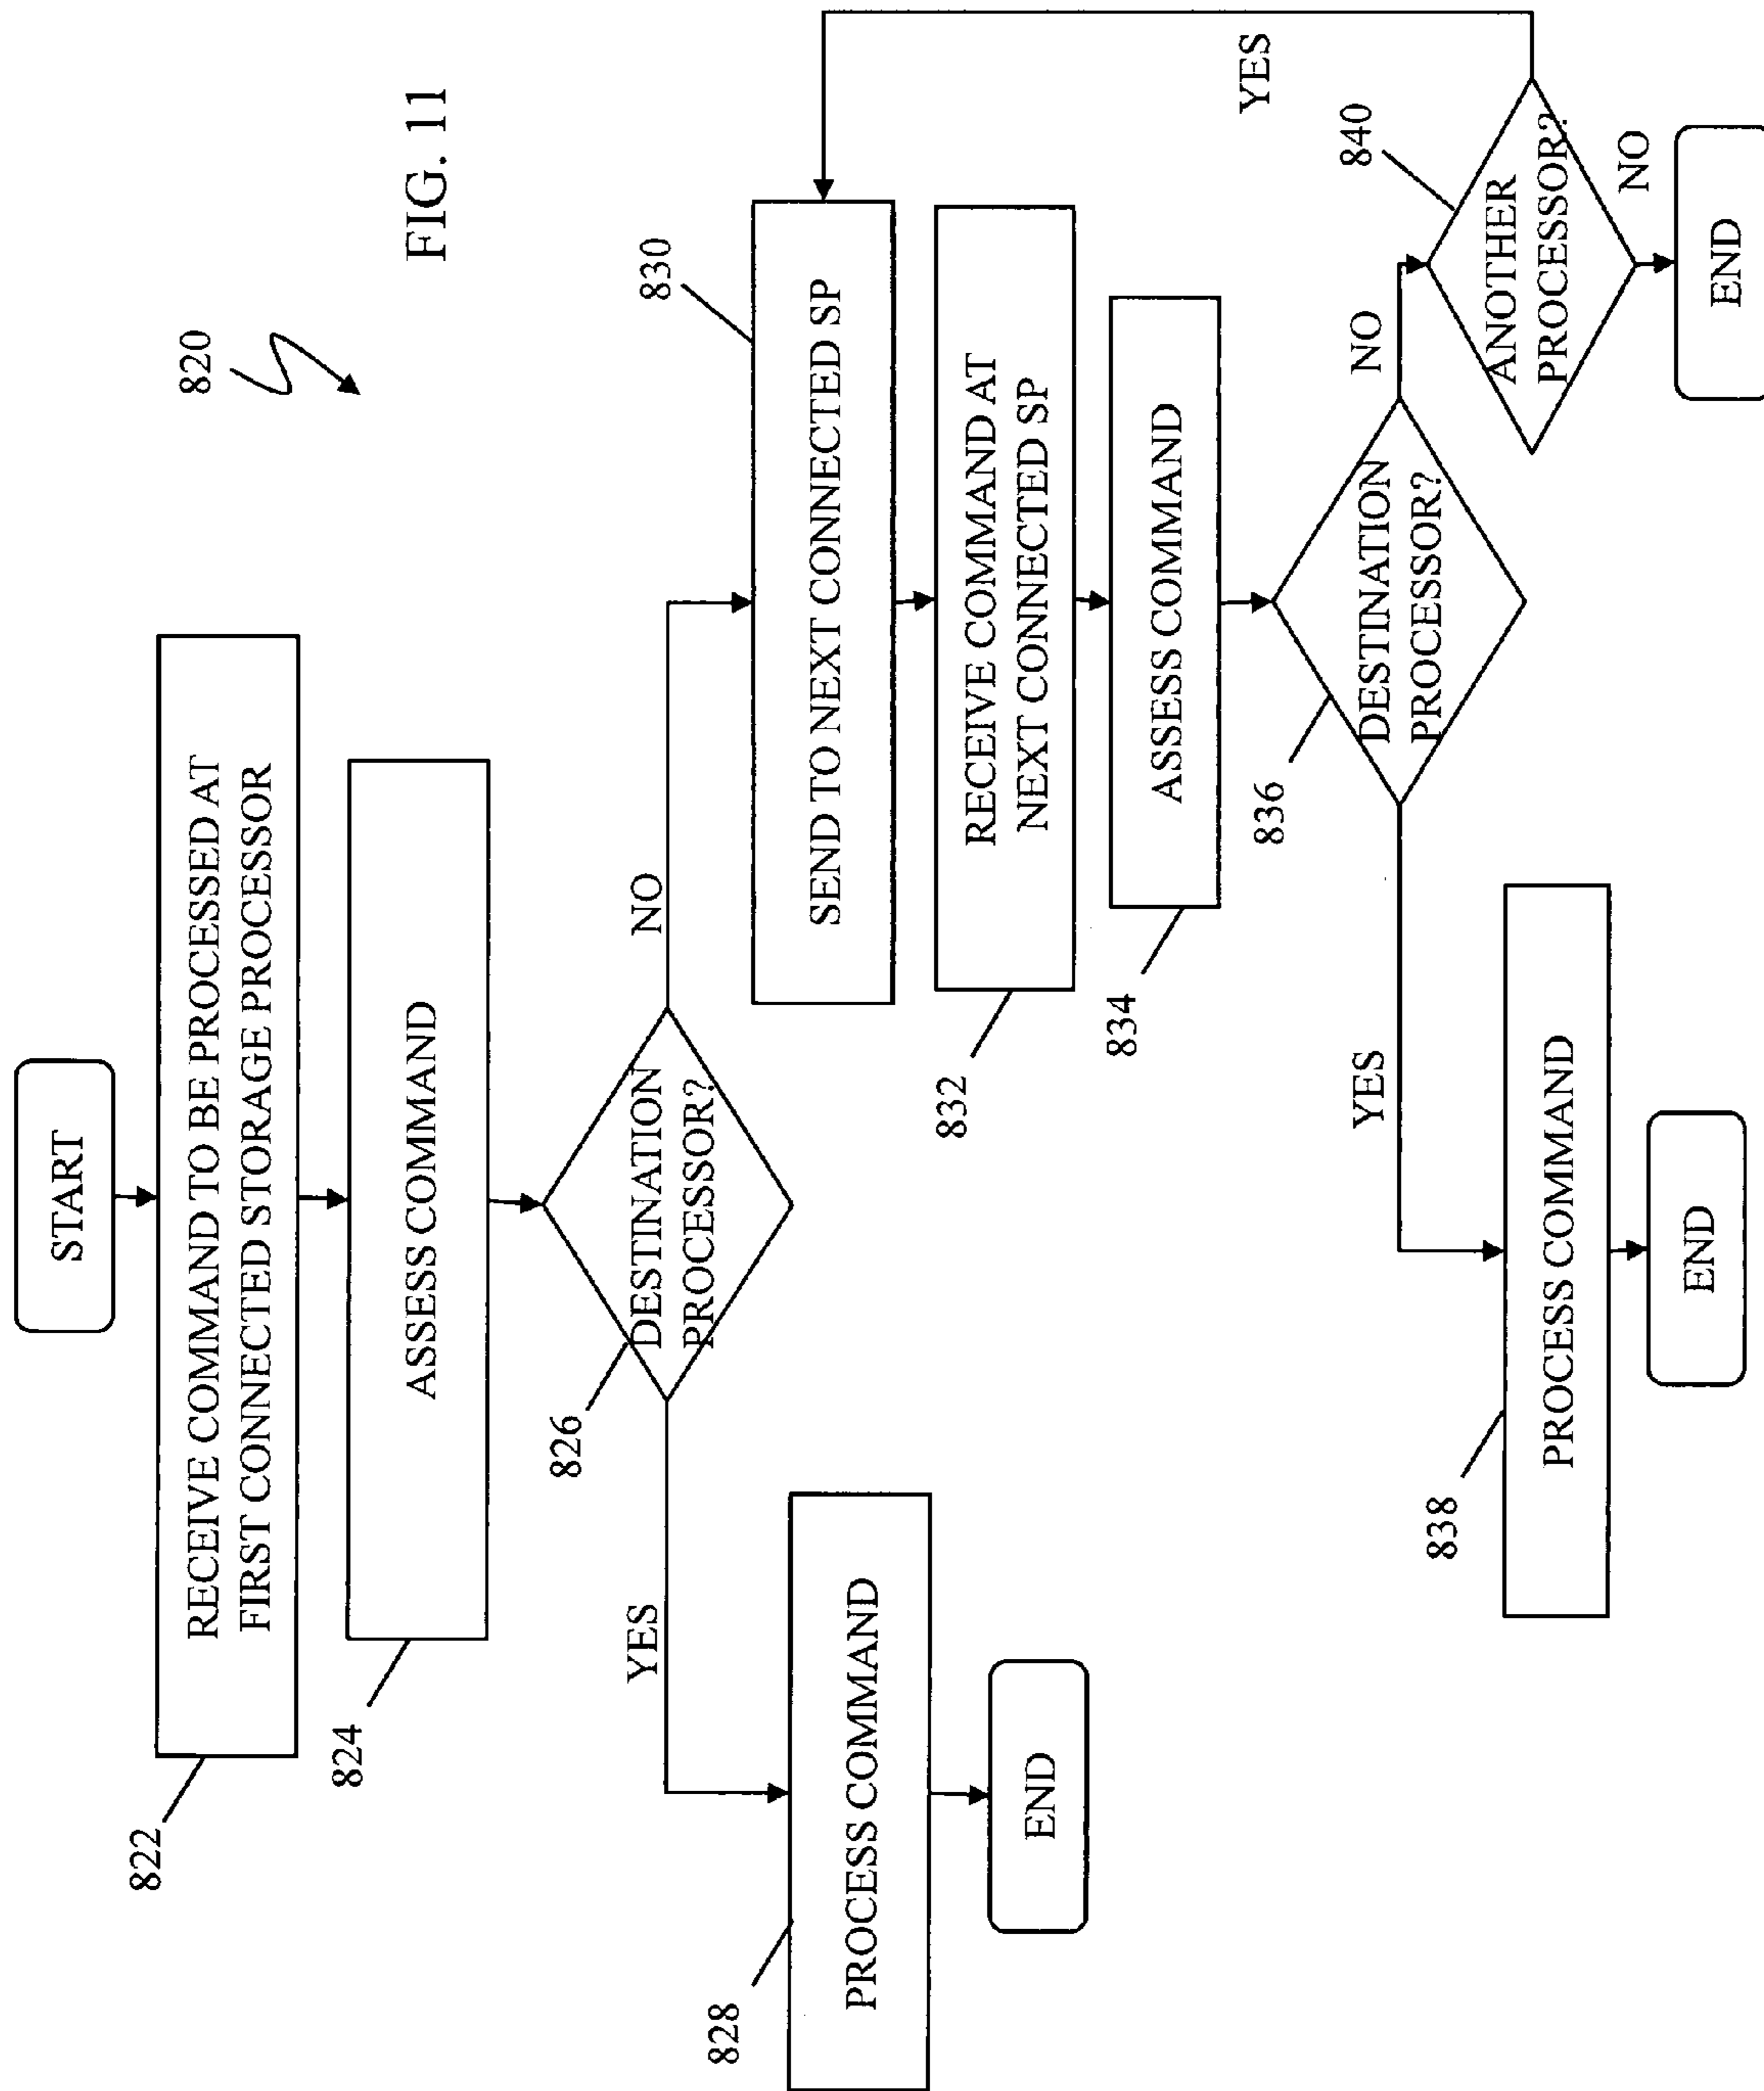 FIG. 11
820
START
822
RECEIVE COMMAND TO BE PROCESSED AT
FIRST CONNECTED STORAGE PROCESSOR
824
ASSESS COMMAND
826
DESTINATION
PROCESSOR?
YES
NO
828
PROCESS COMMAND
END
830
SEND TO NEXT CONNECTED SP
832
RECEIVE COMMAND AT
NEXT CONNECTED SP
834
ASSESS COMMAND
836
DESTINATION
PROCESSOR?
YES
NO
838
PROCESS COMMAND
END
840
ANOTHER
PROCESSOR?
YES
NO
END